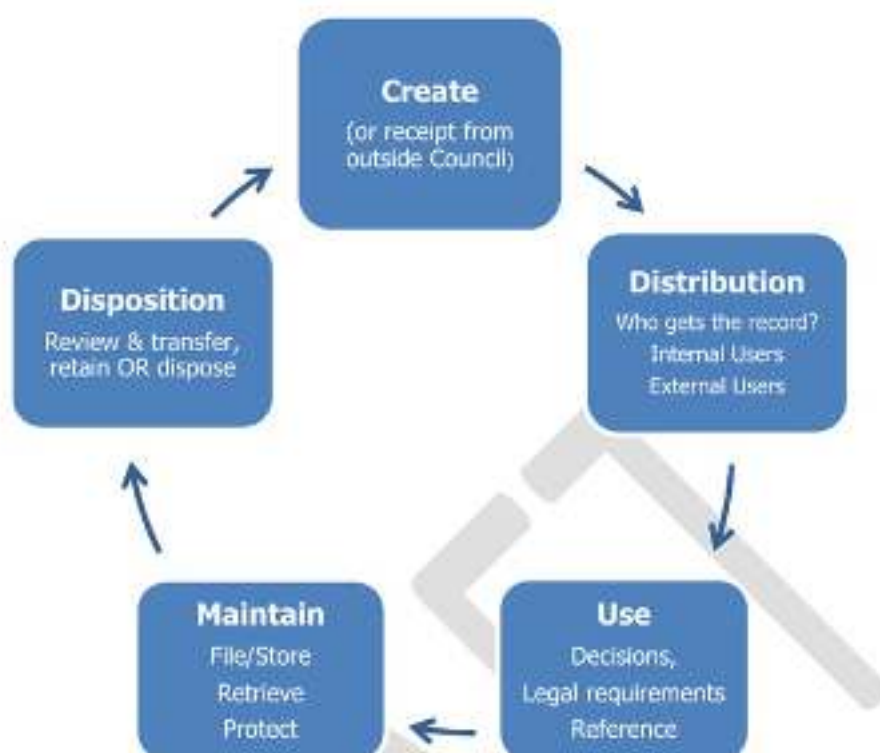 Create
(or receipt from
outside Council)
Distribution
Who gets the record?
Internal Users
External Users
Use
Decisions,
Legal requirements
Reference
Maintain
File/Store
Retrieve
Protect
Disposition
Review & transfer,
retain OR dispose